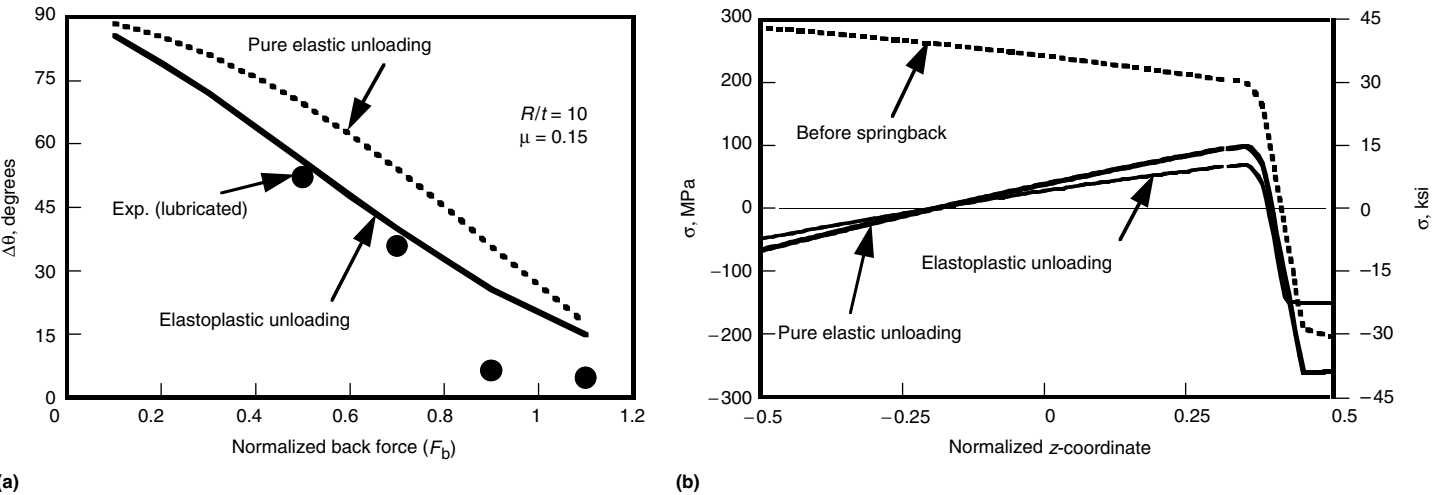 90
75
60
45
30
15
0
Δθ, degrees
Pure elastic unloading
R/t = 10
μ = 0.15
Exp. (lubricated)
Elastoplastic unloading
0 0.2 0.4 0.6 0.8 1 1.2
Normalized back force (Fb)
(a)
300
200
100
0
−100
−200
−300
σ, MPa
45
30
15
0
−15
−30
−45
σ, ksi
Before springback
Elastoplastic unloading
Pure elastic unloading
−0.5 −0.25 0 0.25 0.5
Normalized z-coordinate
(b)